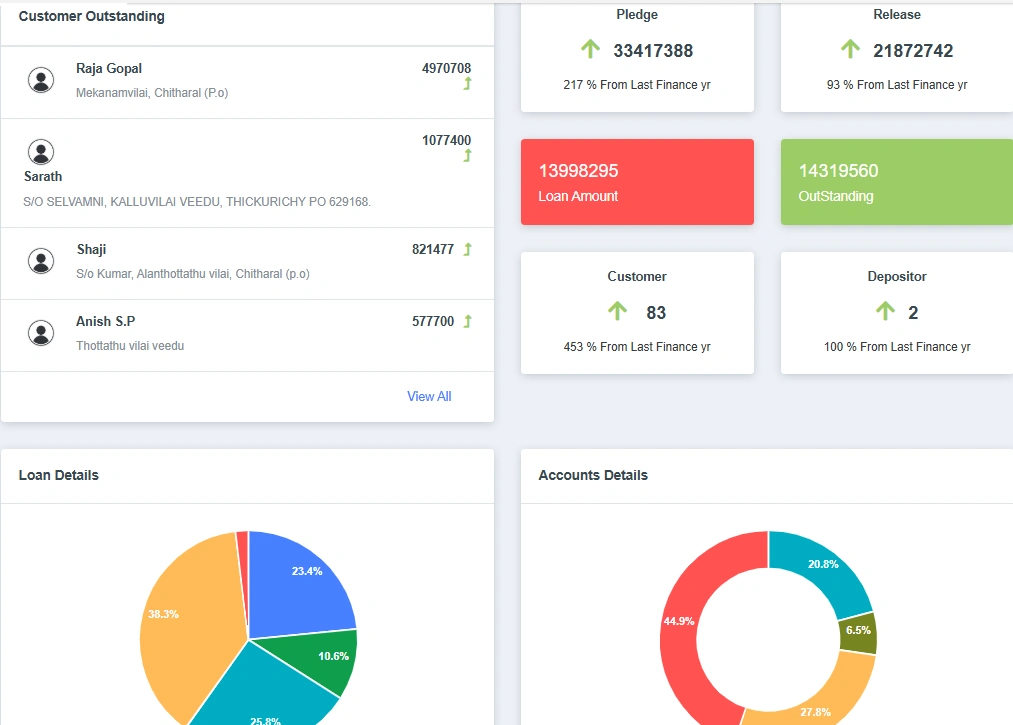 Customer Outstanding
Raja Gopal 4970708
Mekanamvilai, Chitharal (P.o)
1077400
Sarath
S/O SELVAMNI, KALLUVILAI VEEDU, THICKURICHY PO 629168.
Shaji 821477
S/o Kumar, Alanthottathu vilai, Chitharal (p.o)
Anish S.P 577700
Thottathu vilai veedu
View All
Pledge
33417388
217 % From Last Finance yr
Release
21872742
93 % From Last Finance yr
13998295
Loan Amount
14319560
OutStanding
Customer
83
453 % From Last Finance yr
Depositor
2
100 % From Last Finance yr
Loan Details
23.4%
38.3%
10.6%
25.8%
Accounts Details
20.8%
44.9%
6.5%
27.8%